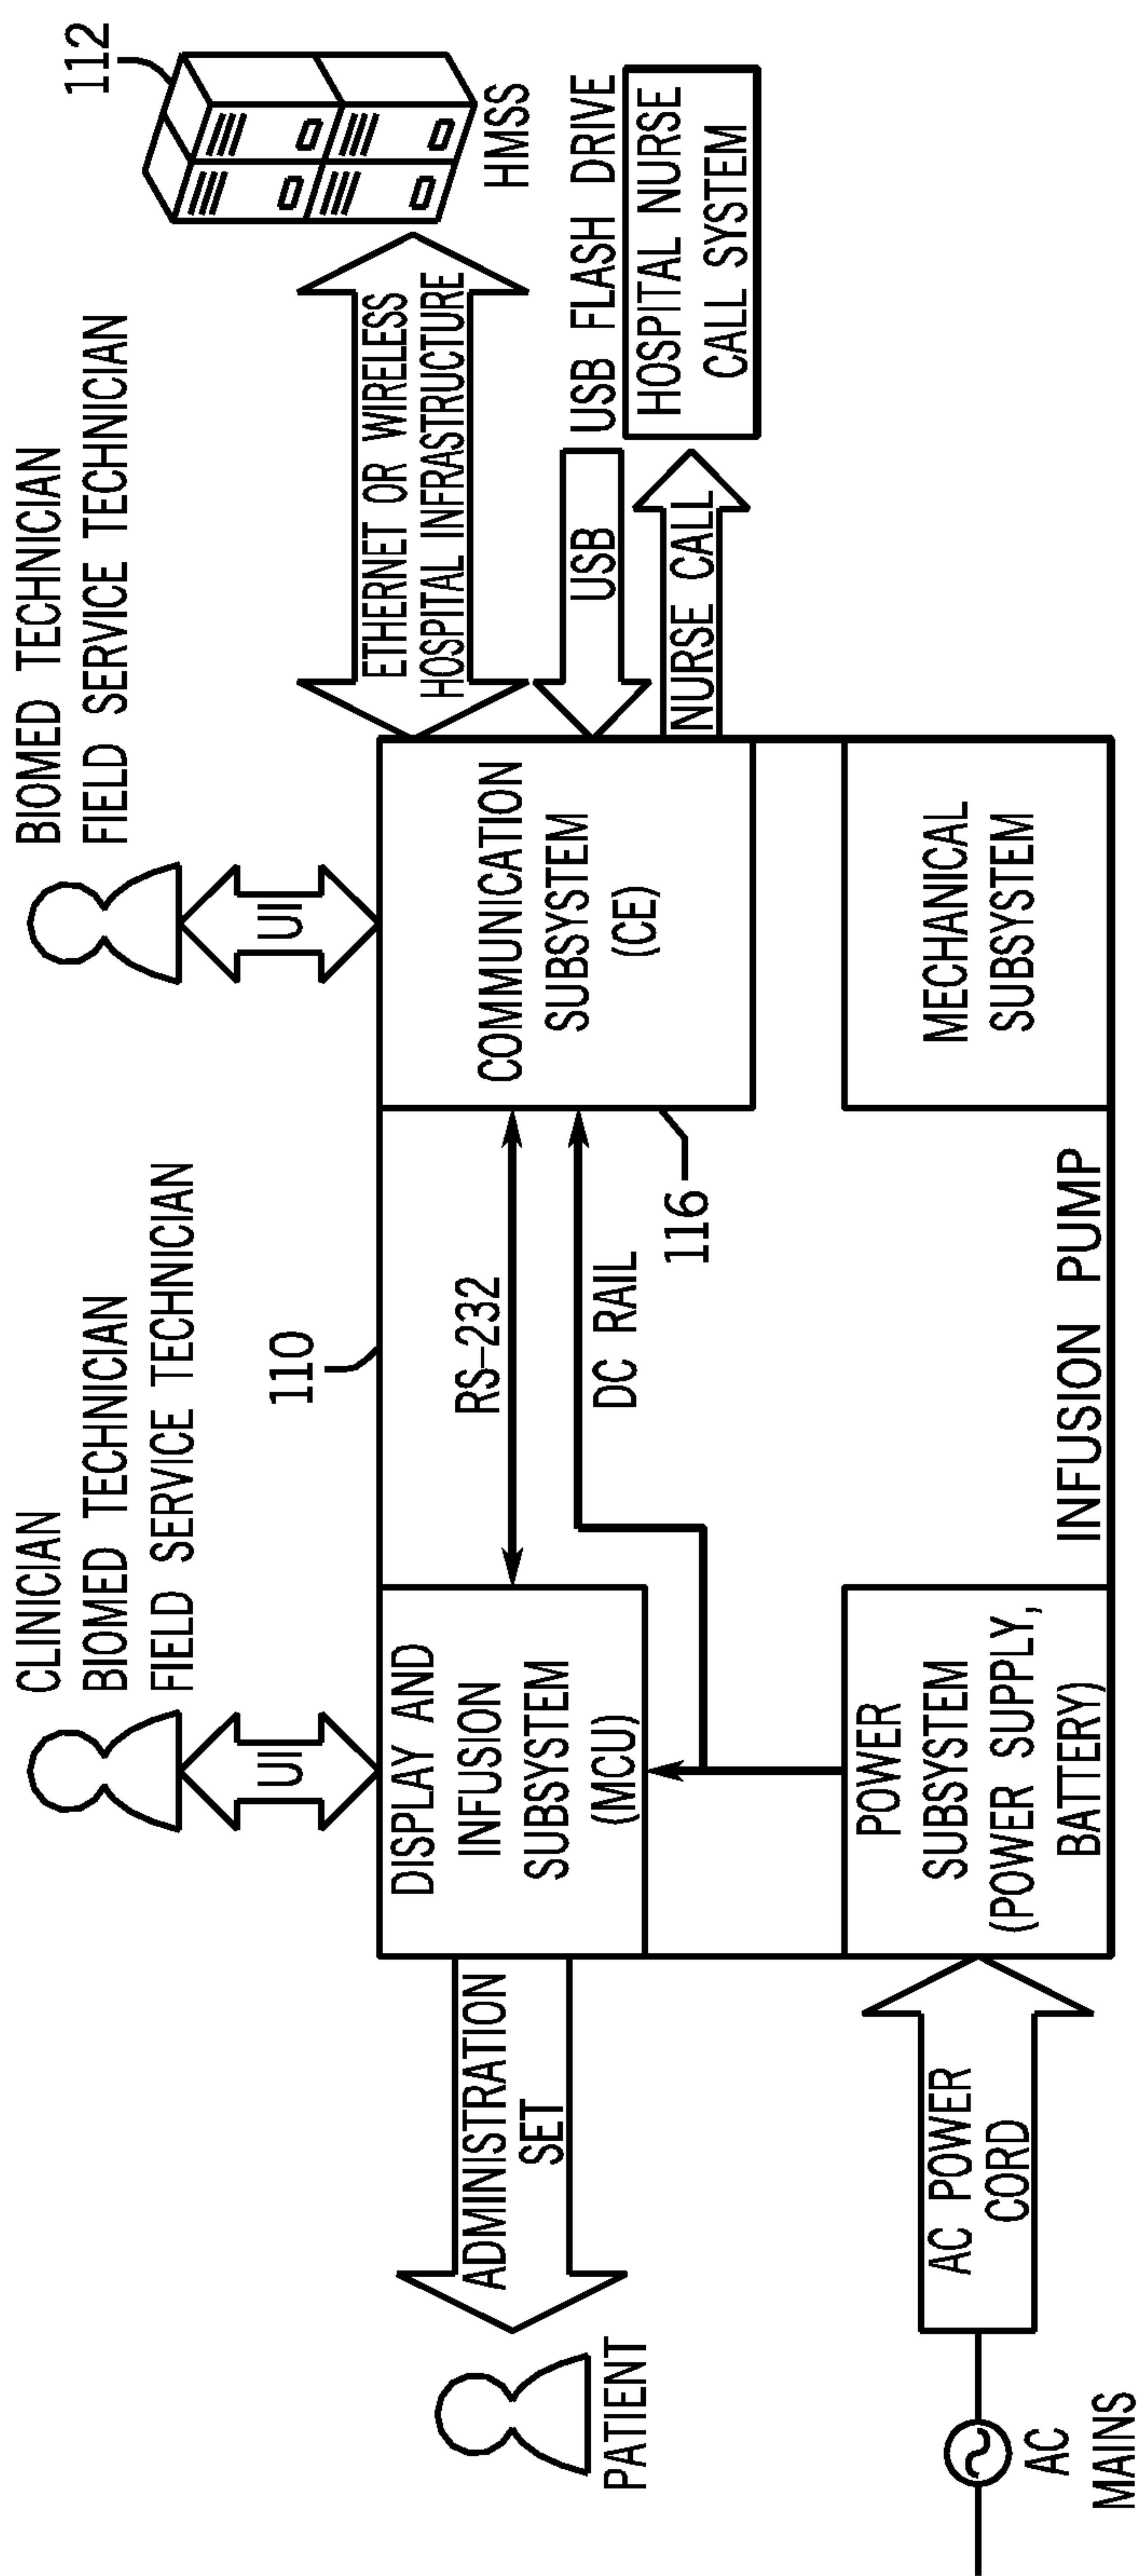 CLINICIAN
BIOMED TECHNICIAN
FIELD SERVICE TECHNICIAN
BIOMED TECHNICIAN
FIELD SERVICE TECHNICIAN
112
HMSS
UI
UI
110
ETHERNET OR WIRELESS
HOSPITAL INFRASTRUCTURE
PATIENT
ADMINISTRATION
SET
DISPLAY AND
INFUSION
SUBSYSTEM
(MCU)
RS-232
DC RAIL
116
COMMUNICATION
SUBSYSTEM
(CE)
USB
USB FLASH DRIVE
NURSE CALL
HOSPITAL NURSE
CALL SYSTEM
AC
MAINS
AC POWER
CORD
POWER
SUBSYSTEM
(POWER SUPPLY,
BATTERY)
INFUSION PUMP
MECHANICAL
SUBSYSTEM